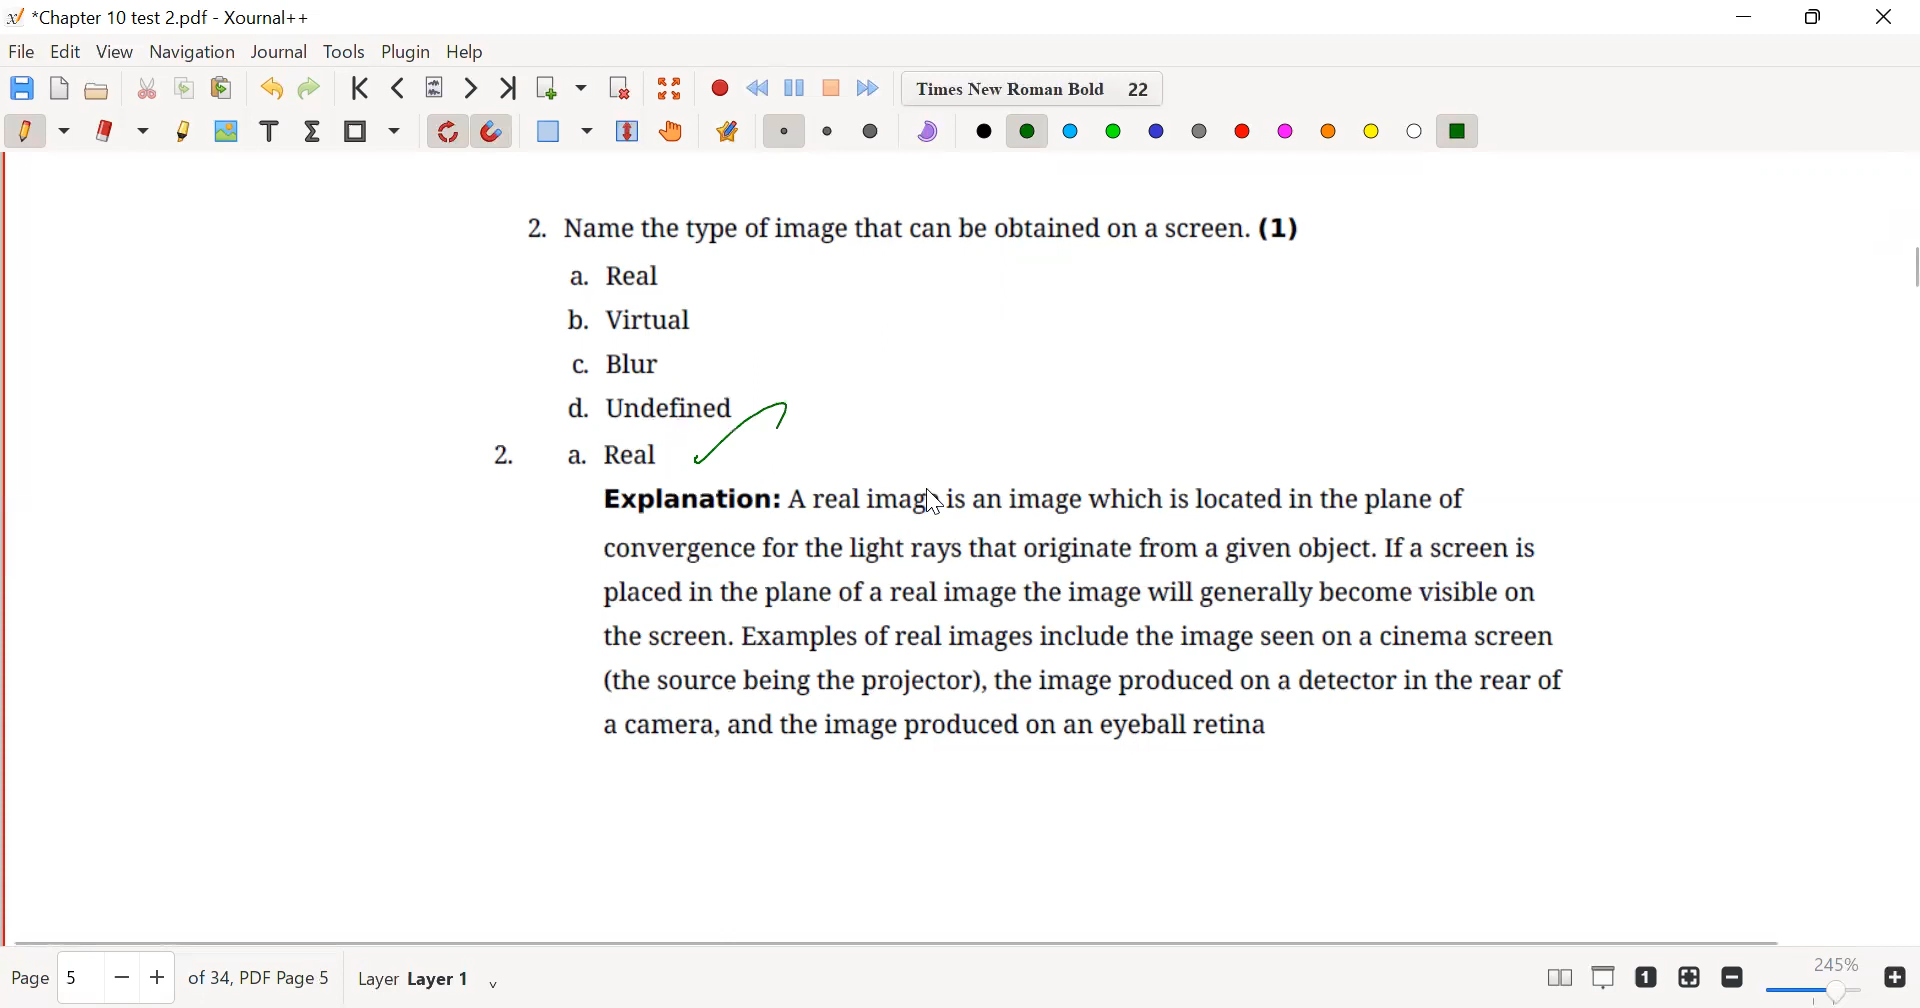 *Chapter 10 test 2.pdf - Xournal++
File Edit View Navigation Journal Tools Plugin Help
Times New Roman Bold 22
2. Name the type of image that can be obtained on a screen. (1)
a. Real
b. Virtual
c. Blur
d. Undefined
2. a. Real
Explanation: A real image is an image which is located in the plane of
convergence for the light rays that originate from a given object. If a screen is
placed in the plane of a real image the image will generally become visible on
the screen. Examples of real images include the image seen on a cinema screen
(the source being the projector), the image produced on a detector in the rear of
a camera, and the image produced on an eyeball retina
Page 5 of 34, PDF Page 5 Layer Layer 1 245%